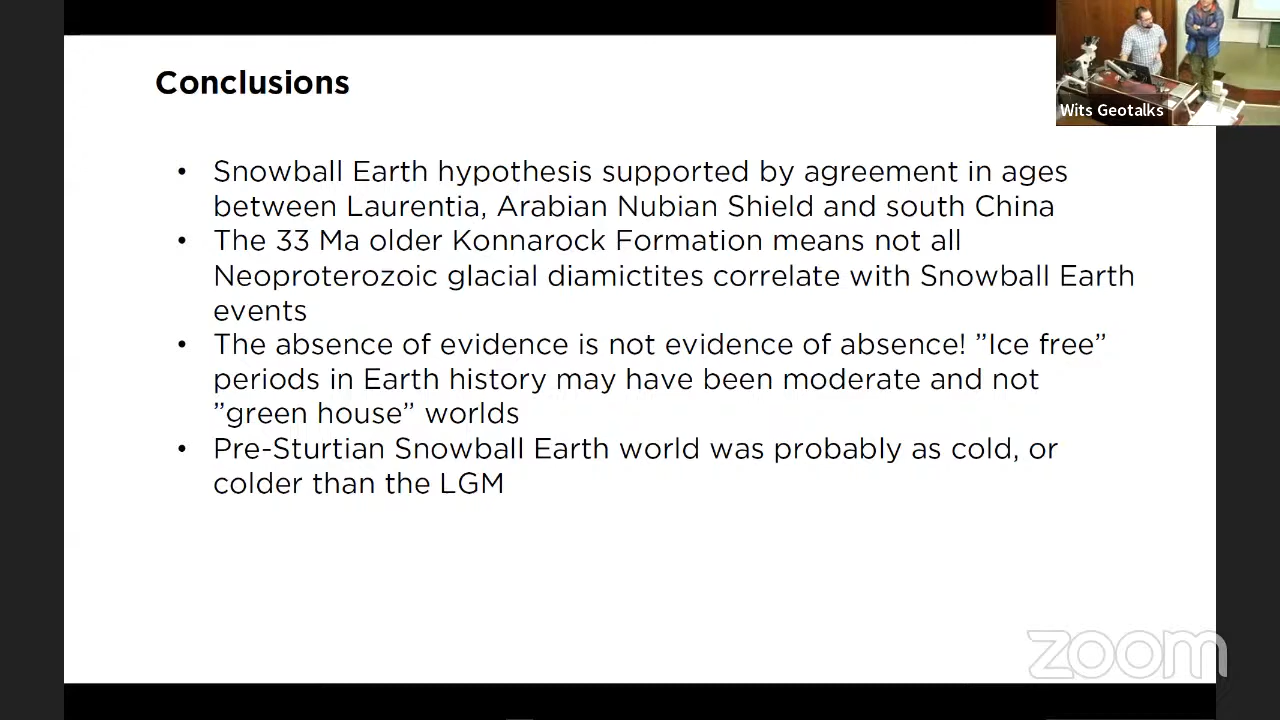 Conclusions
Wits Geotalks
• Snowball Earth hypothesis supported by agreement in ages
between Laurentia, Arabian Nubian Shield and south China
• The 33 Ma older Konnarock Formation means not all
Neoproterozoic glacial diamictites correlate with Snowball Earth
events
• The absence of evidence is not evidence of absence! ”Ice free”
periods in Earth history may have been moderate and not
”green house” worlds
• Pre-Sturtian Snowball Earth world was probably as cold, or
colder than the LGM
zoom